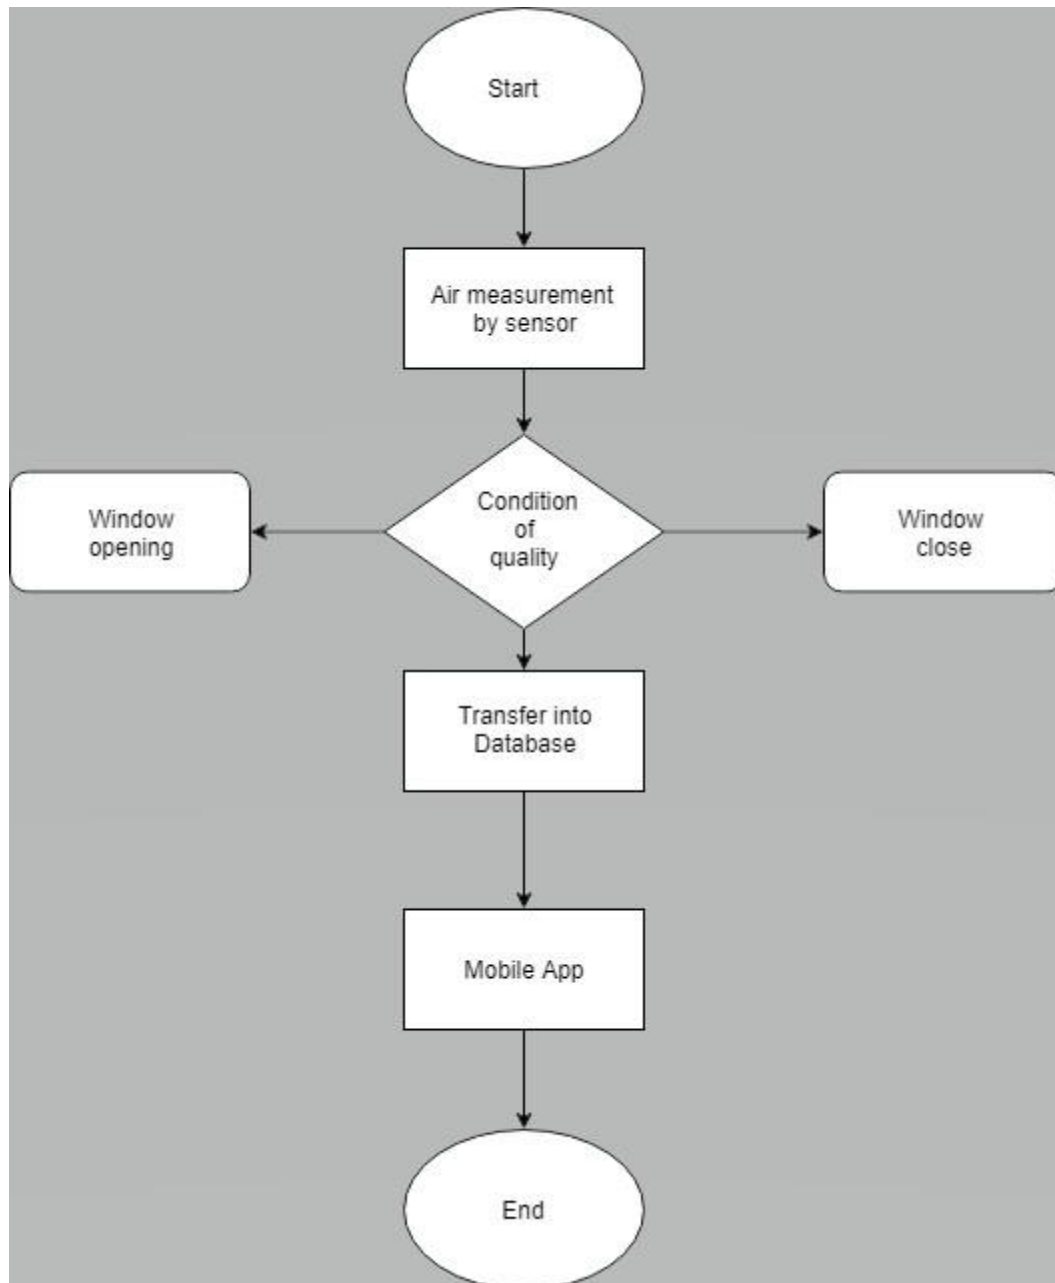 Start
Air measurement
by sensor
Condition
of
quality
Window
opening
Window
close
Transfer into
Database
Mobile App
End